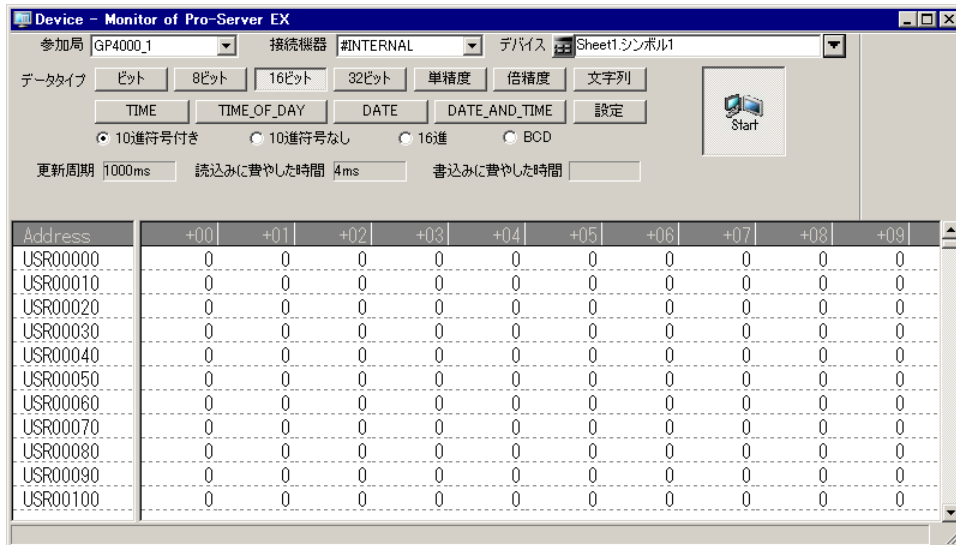 Device - Monitor of Pro-Server EX
参加局 GP4000_1 接続機器 #INTERNAL デバイス Sheet1.シンボル1
データタイプ ビット 8ビット 16ビット 32ビット 単精度 倍精度 文字列
TIME TIME_OF_DAY DATE DATE_AND_TIME 設定
Start
10進符号付き 10進符号なし 16進 BCD
更新周期 1000ms 読込みに費やした時間 4ms 書込みに費やした時間
Address +00 +01 +02 +03 +04 +05 +06 +07 +08 +09
USR00000 0 0 0 0 0 0 0 0 0 0
USR00010 0 0 0 0 0 0 0 0 0 0
USR00020 0 0 0 0 0 0 0 0 0 0
USR00030 0 0 0 0 0 0 0 0 0 0
USR00040 0 0 0 0 0 0 0 0 0 0
USR00050 0 0 0 0 0 0 0 0 0 0
USR00060 0 0 0 0 0 0 0 0 0 0
USR00070 0 0 0 0 0 0 0 0 0 0
USR00080 0 0 0 0 0 0 0 0 0 0
USR00090 0 0 0 0 0 0 0 0 0 0
USR00100 0 0 0 0 0 0 0 0 0 0